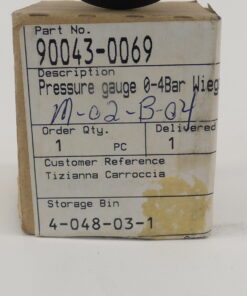 Part No.
90043-0069
Description
Pressure gauge 0-4Bar Wieg
M-02-B-04
Order Qty.
Delivered
1 PC 1
Customer Reference
Tizianna Carroccia
Storage Bin
4-048-03-1